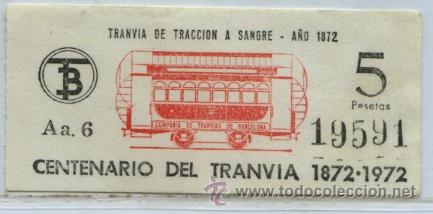 TRANVIA DE TRACCION A SANGRE - AÑO 1872
TB
5
Pesetas
Aa. 6
COMPAÑIA DE TRANVIAS DE BARCELONA
19591
CENTENARIO DEL TRANVIA 1872·1972
todocoleccion.net